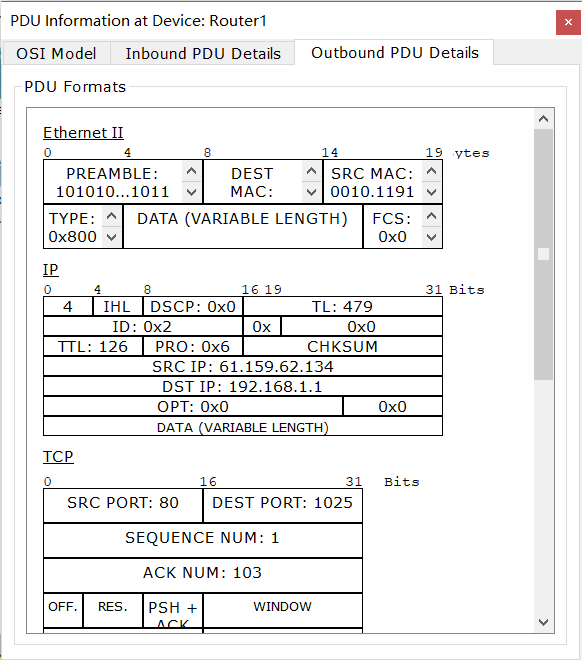 PDU Information at Device: Router1
OSI Model Inbound PDU Details Outbound PDU Details
PDU Formats
Ethernet II
0 4 8 14 19 ytes
PREAMBLE: 101010...1011 DEST MAC: SRC MAC: 0010.1191
TYPE: 0x800 DATA (VARIABLE LENGTH) FCS: 0x0
IP
0 4 8 16 19 31 Bits
4 IHL DSCP: 0x0 TL: 479
ID: 0x2 0x 0x0
TTL: 126 PRO: 0x6 CHKSUM
SRC IP: 61.159.62.134
DST IP: 192.168.1.1
OPT: 0x0 0x0
DATA (VARIABLE LENGTH)
TCP
0 16 31 Bits
SRC PORT: 80 DEST PORT: 1025
SEQUENCE NUM: 1
ACK NUM: 103
OFF. RES. PSH + ACK WINDOW